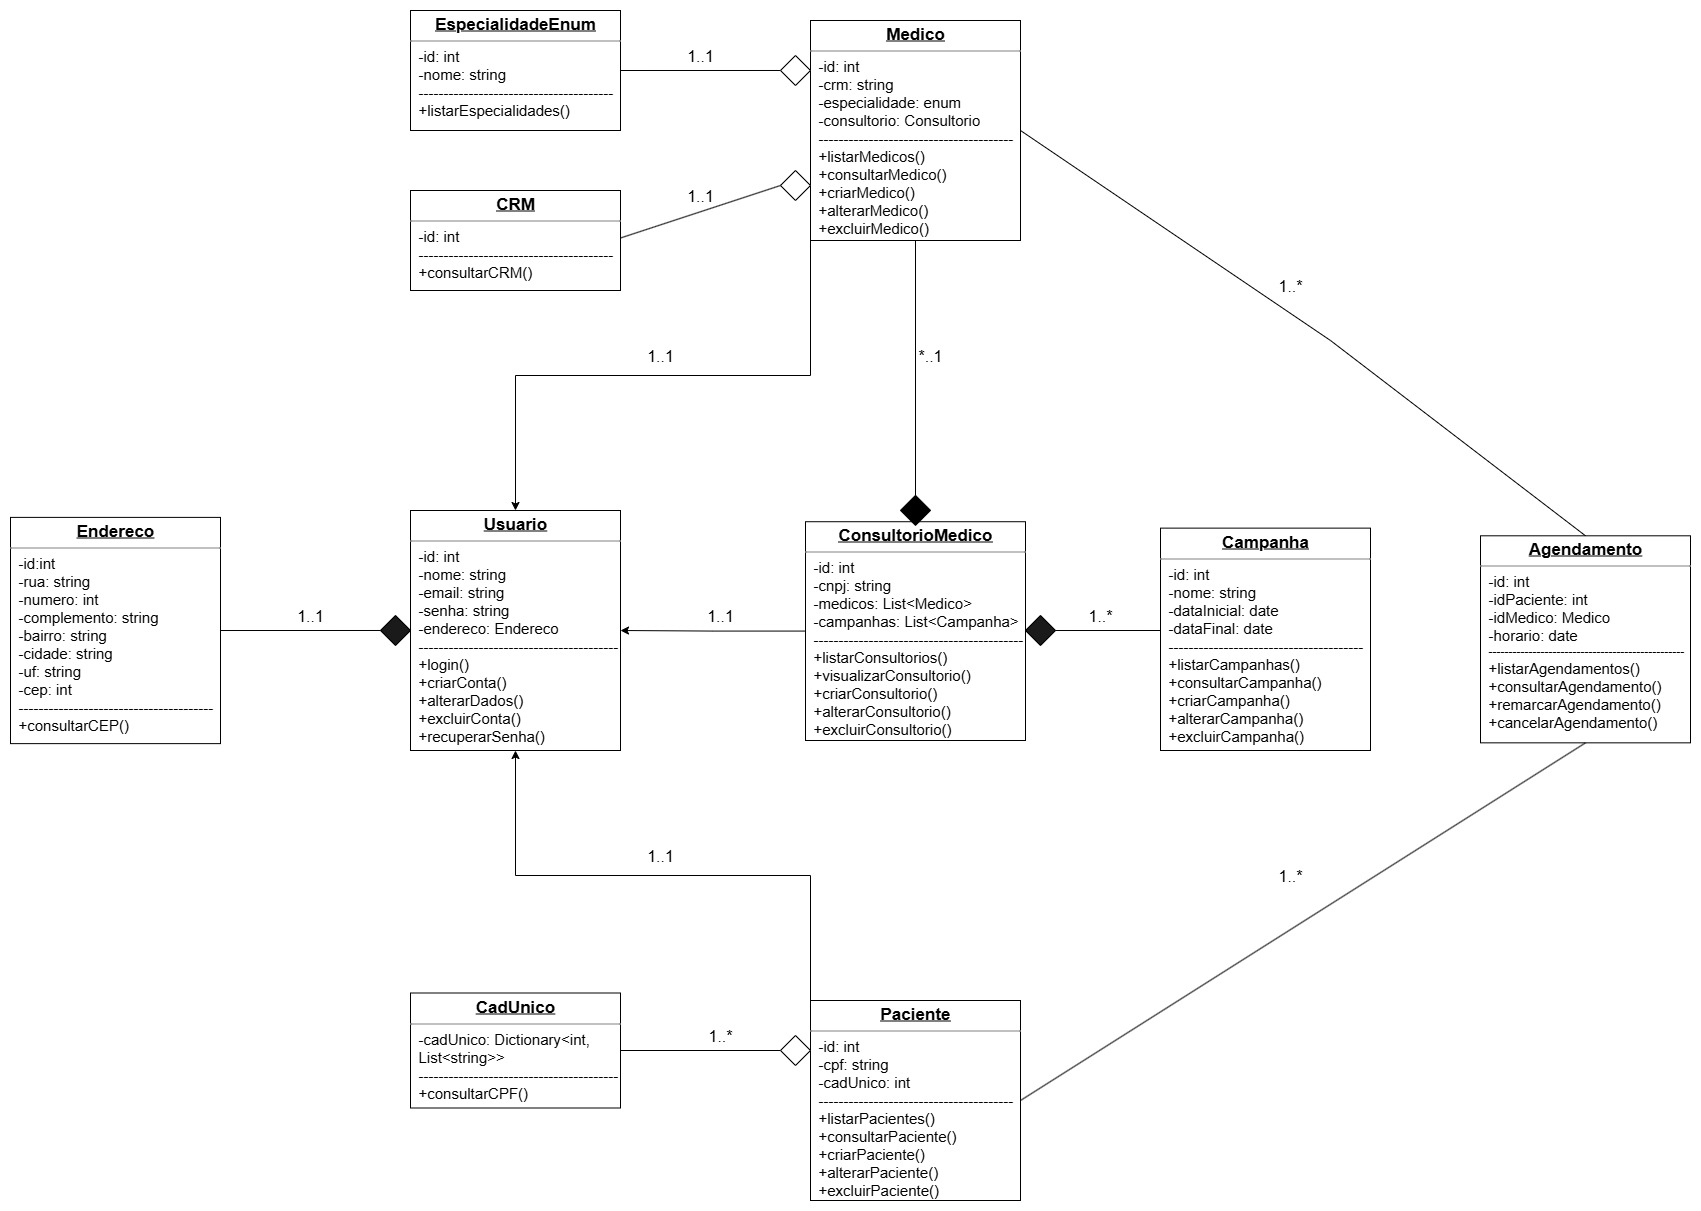 EspecialidadeEnum
-id: int
-nome: string
+listarEspecialidades()
1..1
Medico
-id: int
-crm: string
-especialidade: enum
-consultorio: Consultorio
+listarMedicos()
+consultarMedico()
+criarMedico()
+alterarMedico()
+excluirMedico()
CRM
-id: int
+consultarCRM()
1..1
1..*
1..1
*..1
Endereco
-id:int
-rua: string
-numero: int
-complemento: string
-bairro: string
-cidade: string
-uf: string
-cep: int
+consultarCEP()
1..1
Usuario
-id: int
-nome: string
-email: string
-senha: string
-endereco: Endereco
+login()
+criarConta()
+alterarDados()
+excluirConta()
+recuperarSenha()
1..1
ConsultorioMedico
-id: int
-cnpj: string
-medicos: List<Medico>
-campanhas: List<Campanha>
+listarConsultorios()
+visualizarConsultorio()
+criarConsultorio()
+alterarConsultorio()
+excluirConsultorio()
1..*
Campanha
-id: int
-nome: string
-dataInicial: date
-dataFinal: date
+listarCampanhas()
+consultarCampanha()
+criarCampanha()
+alterarCampanha()
+excluirCampanha()
Agendamento
-id: int
-idPaciente: int
-idMedico: Medico
-horario: date
+listarAgendamentos()
+consultarAgendamento()
+remarcarAgendamento()
+cancelarAgendamento()
1..1
1..*
CadUnico
-cadUnico: Dictionary<int,
List<string>>
+consultarCPF()
1..*
Paciente
-id: int
-cpf: string
-cadUnico: int
+listarPacientes()
+consultarPaciente()
+criarPaciente()
+alterarPaciente()
+excluirPaciente()